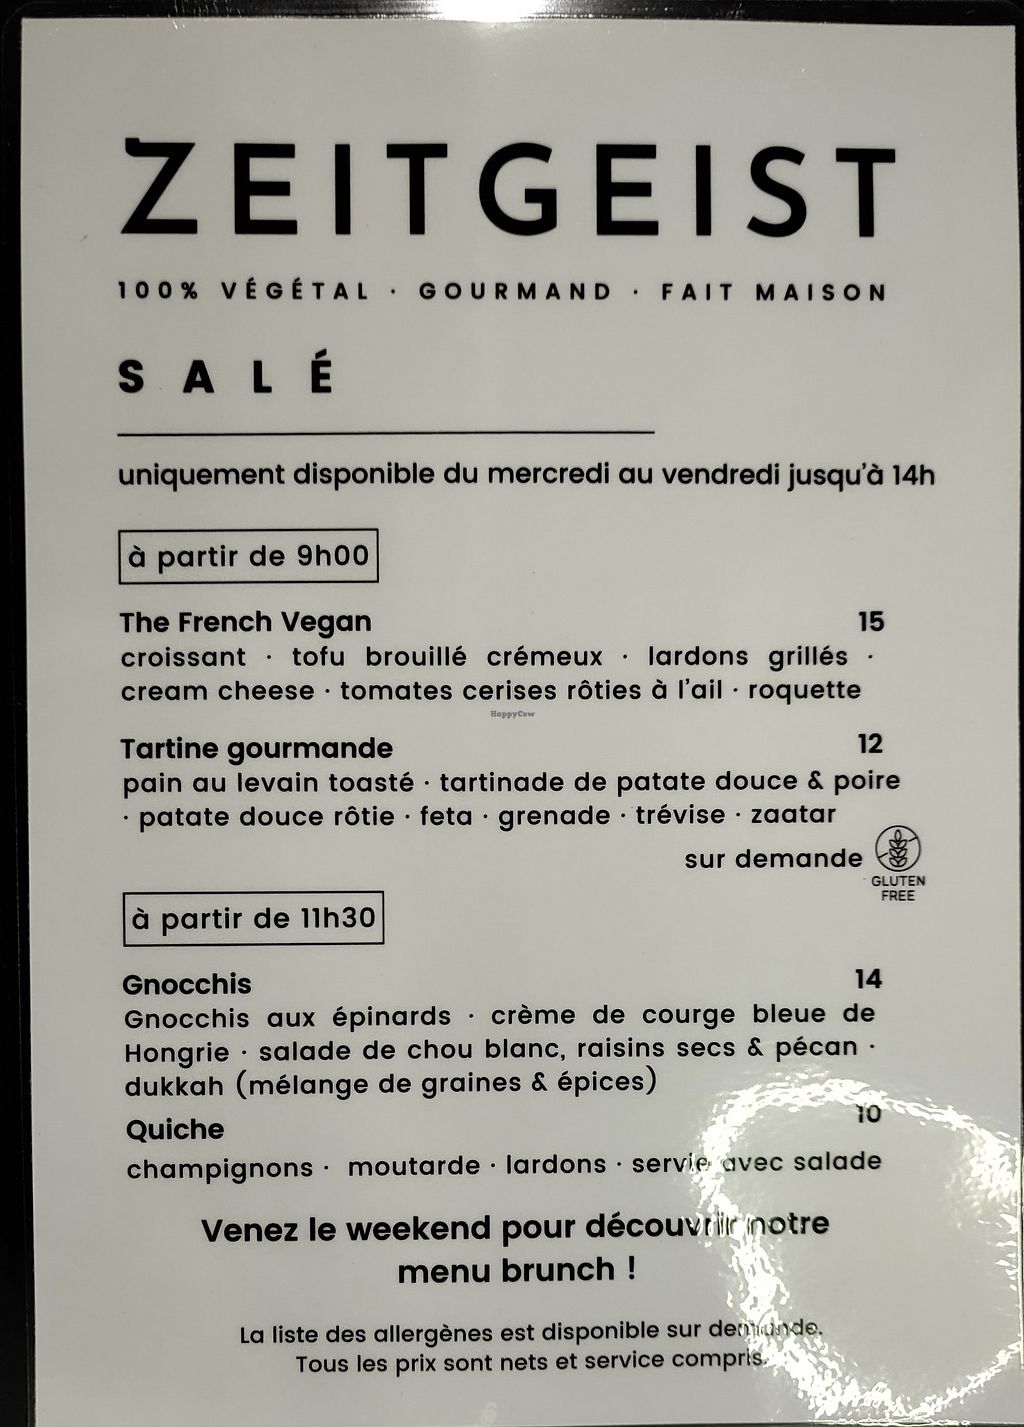 ZEITGEIST
100% VÉGÉTAL · GOURMAND · FAIT MAISON
SALÉ
uniquement disponible du mercredi au vendredi jusqu'à 14h
à partir de 9h00
The French Vegan 15
croissant · tofu brouillé crémeux · lardons grillés ·
cream cheese · tomates cerises rôties à l'ail · roquette
HappyCow
Tartine gourmande 12
pain au levain toasté · tartinade de patate douce & poire
· patate douce rôtie · feta · grenade · trévise · zaatar
sur demande
GLUTEN
FREE
à partir de 11h30
Gnocchis 14
Gnocchis aux épinards · crème de courge bleue de
Hongrie · salade de chou blanc, raisins secs & pécan ·
dukkah (mélange de graines & épices)
Quiche 10
champignons · moutarde · lardons · servie avec salade
Venez le weekend pour découvrir notre
menu brunch !
La liste des allergènes est disponible sur demande.
Tous les prix sont nets et service compris.